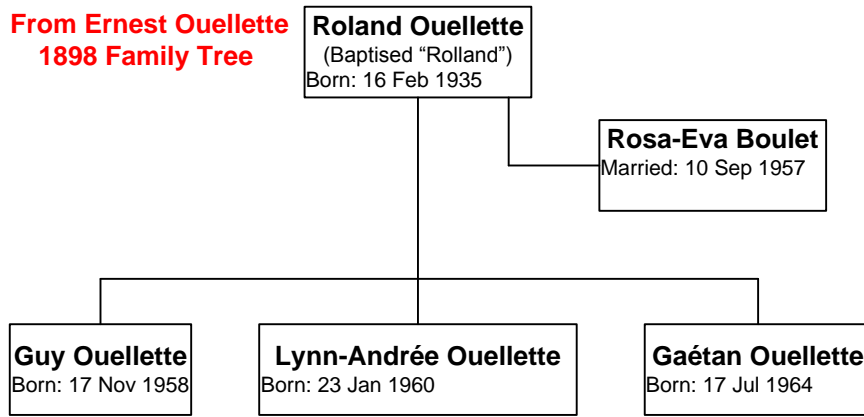 From Ernest Ouellette
1898 Family Tree
Roland Ouellette
(Baptised “Rolland”)
Born: 16 Feb 1935
Rosa-Eva Boulet
Married: 10 Sep 1957
Guy Ouellette
Born: 17 Nov 1958
Lynn-Andrée Ouellette
Born: 23 Jan 1960
Gaétan Ouellette
Born: 17 Jul 1964